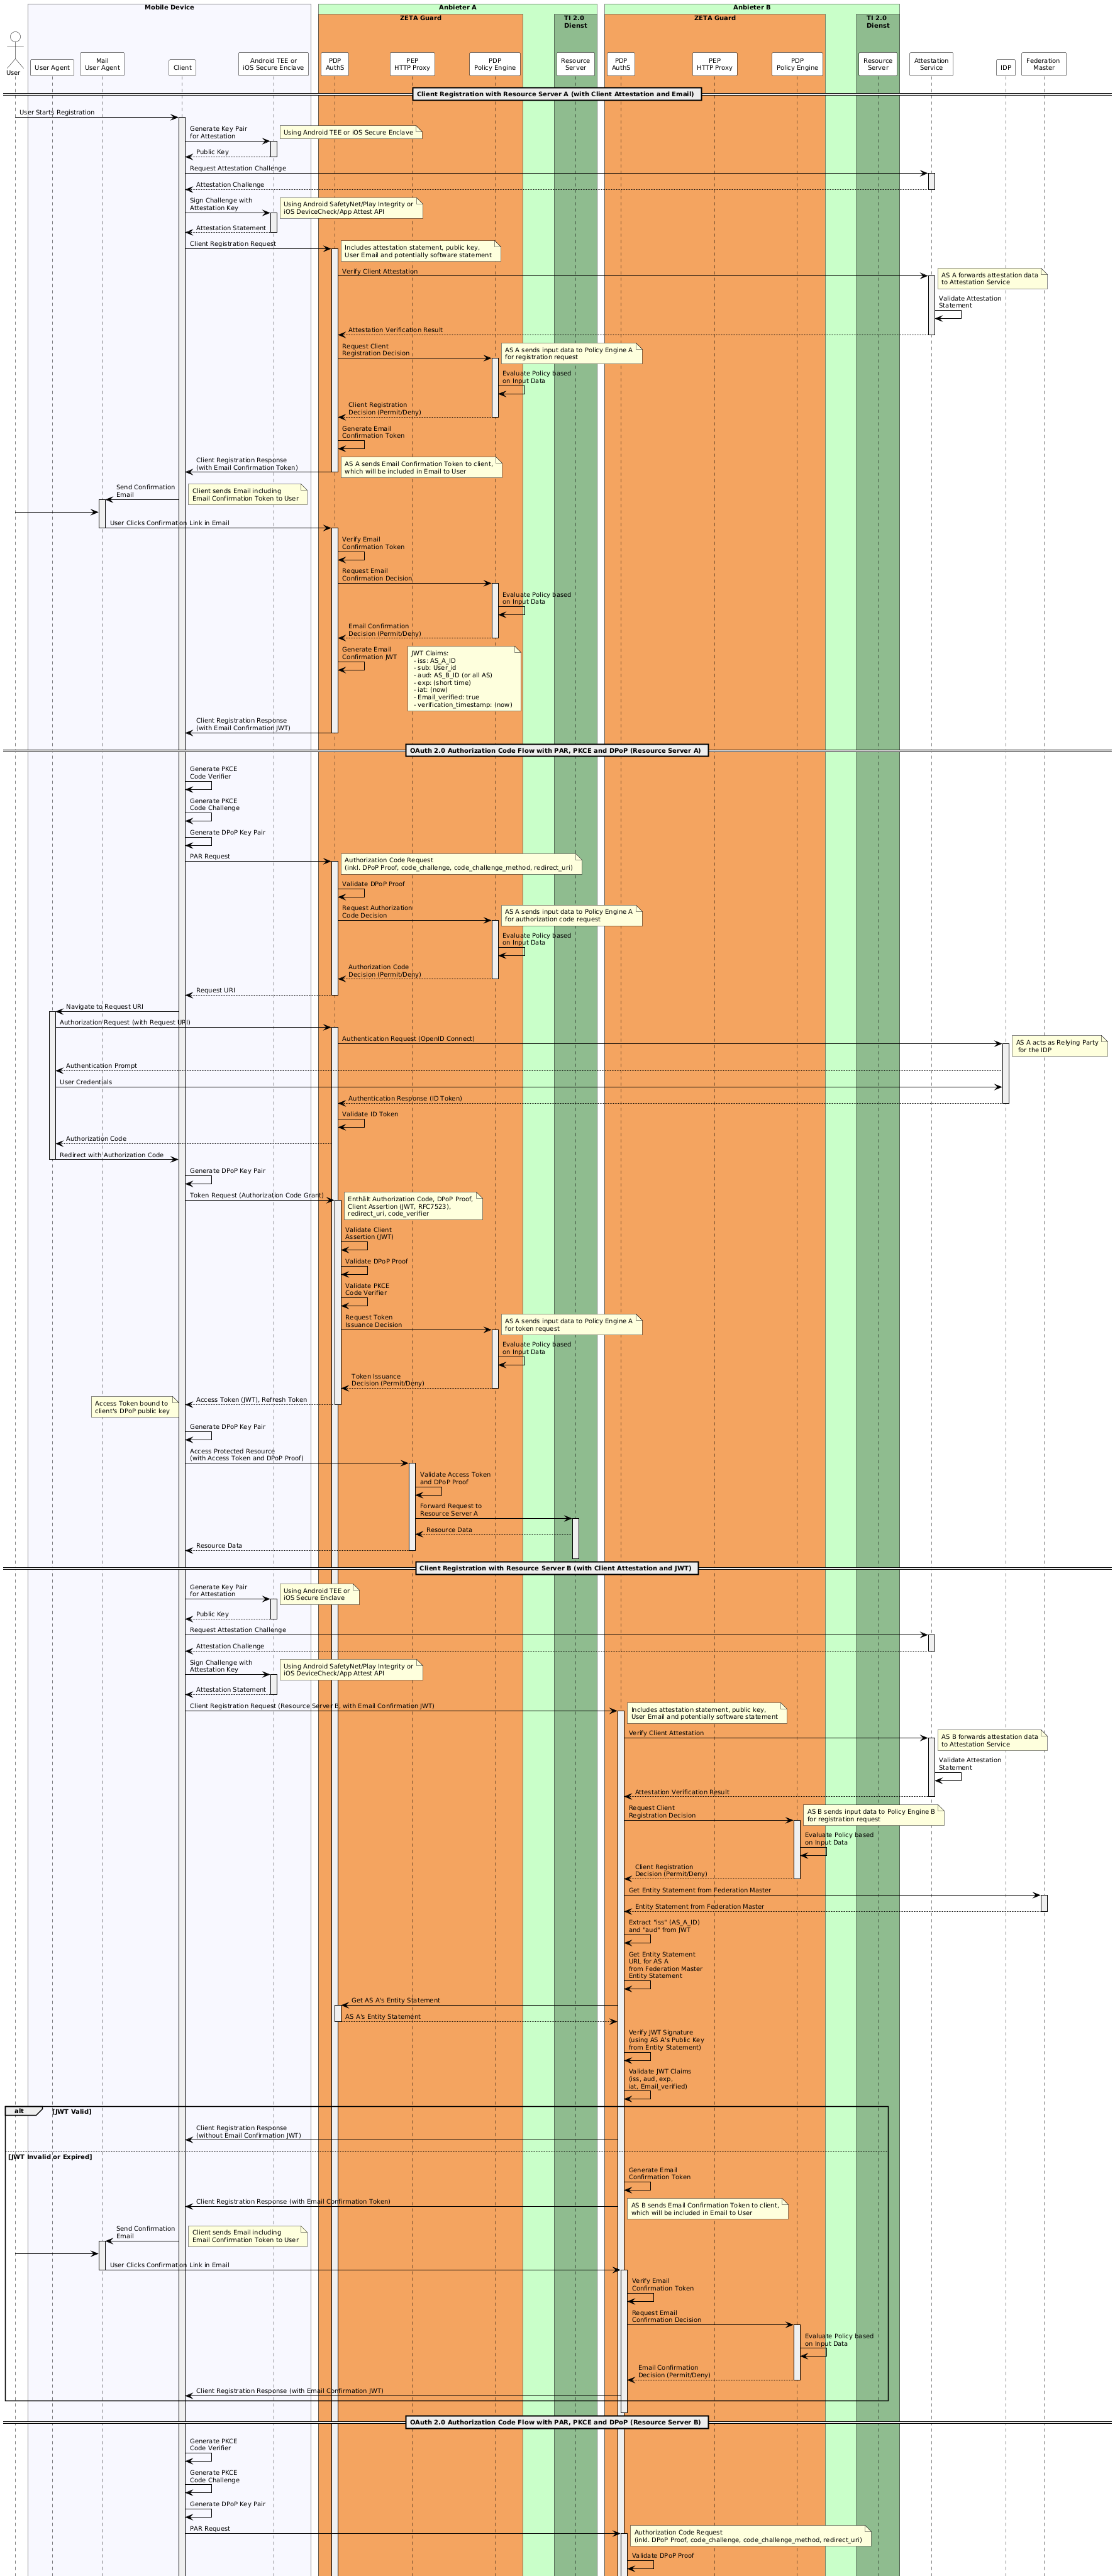 Mobile Device
Anbieter A
Anbieter B
ZETA Guard
TI 2.0
Dienst
ZETA Guard
TI 2.0
Dienst
User
User Agent
Mail
User Agent
Client
Android TEE or
iOS Secure Enclave
PDP
AuthS
PEP
HTTP Proxy
PDP
Policy Engine
Resource
Server
PDP
AuthS
PEP
HTTP Proxy
PDP
Policy Engine
Resource
Server
Attestation
Service
IDP
Federation
Master
Client Registration with Resource Server A (with Client Attestation and Email)
User Starts Registration
Generate Key Pair
for Attestation
Using Android TEE or iOS Secure Enclave
Public Key
Request Attestation Challenge
Attestation Challenge
Sign Challenge with
Attestation Key
Using Android SafetyNet/Play Integrity or
iOS DeviceCheck/App Attest API
Attestation Statement
Client Registration Request
Includes attestation statement, public key,
User Email and potentially software statement
Verify Client Attestation
AS A forwards attestation data
to Attestation Service
Validate Attestation
Statement
Attestation Verification Result
Request Client
Registration Decision
AS A sends input data to Policy Engine A
for registration request
Evaluate Policy based
on Input Data
Client Registration
Decision (Permit/Deny)
Generate Email
Confirmation Token
Client Registration Response
(with Email Confirmation Token)
AS A sends Email Confirmation Token to client,
which will be included in Email to User
Send Confirmation
Email
Client sends Email including
Email Confirmation Token to User
User Clicks Confirmation Link in Email
Verify Email
Confirmation Token
Request Email
Confirmation Decision
Evaluate Policy based
on Input Data
Email Confirmation
Decision (Permit/Deny)
Generate Email
Confirmation JWT
JWT Claims:
- iss: AS_A_ID
- sub: User_id
- aud: AS_B_ID (or all AS)
- exp: (short time)
- iat: (now)
- Email_verified: true
- verification_timestamp: (now)
Client Registration Response
(with Email Confirmation JWT)
OAuth 2.0 Authorization Code Flow with PAR, PKCE and DPoP (Resource Server A)
Generate PKCE
Code Verifier
Generate PKCE
Code Challenge
Generate DPoP Key Pair
PAR Request
Authorization Code Request
(inkl. DPoP Proof, code_challenge, code_challenge_method, redirect_uri)
Validate DPoP Proof
Request Authorization
Code Decision
AS A sends input data to Policy Engine A
for authorization code request
Evaluate Policy based
on Input Data
Authorization Code
Decision (Permit/Deny)
Request URI
Navigate to Request URI
Authorization Request (with Request URI)
Authentication Request (OpenID Connect)
AS A acts as Relying Party
for the IDP
Authentication Prompt
User Credentials
Authentication Response (ID Token)
Validate ID Token
Authorization Code
Redirect with Authorization Code
Generate DPoP Key Pair
Token Request (Authorization Code Grant)
Enthält Authorization Code, DPoP Proof,
Client Assertion (JWT, RFC7523),
redirect_uri, code_verifier
Validate Client
Assertion (JWT)
Validate DPoP Proof
Validate PKCE
Code Verifier
Request Token
Issuance Decision
AS A sends input data to Policy Engine A
for token request
Evaluate Policy based
on Input Data
Token Issuance
Decision (Permit/Deny)
Access Token (JWT), Refresh Token
Access Token bound to
client's DPoP public key
Generate DPoP Key Pair
Access Protected Resource
(with Access Token and DPoP Proof)
Validate Access Token
and DPoP Proof
Forward Request to
Resource Server A
Resource Data
Resource Data
Client Registration with Resource Server B (with Client Attestation and JWT)
Generate Key Pair
for Attestation
Using Android TEE or
iOS Secure Enclave
Public Key
Request Attestation Challenge
Attestation Challenge
Sign Challenge with
Attestation Key
Using Android SafetyNet/Play Integrity or
iOS DeviceCheck/App Attest API
Attestation Statement
Client Registration Request (Resource Server B, with Email Confirmation JWT)
Includes attestation statement, public key,
User Email and potentially software statement
Verify Client Attestation
AS B forwards attestation data
to Attestation Service
Validate Attestation
Statement
Attestation Verification Result
Request Client
Registration Decision
AS B sends input data to Policy Engine B
for registration request
Evaluate Policy based
on Input Data
Client Registration
Decision (Permit/Deny)
Get Entity Statement from Federation Master
Entity Statement from Federation Master
Extract "iss" (AS_A_ID)
and "aud" from JWT
Get Entity Statement
URL for AS A
from Federation Master
Entity Statement
Get AS A's Entity Statement
AS A's Entity Statement
Verify JWT Signature
(using AS A's Public Key
from Entity Statement)
Validate JWT Claims
(iss, aud, exp,
iat, Email_verified)
alt
[JWT Valid]
Client Registration Response
(without Email Confirmation JWT)
[JWT Invalid or Expired]
Generate Email
Confirmation Token
Client Registration Response (with Email Confirmation Token)
AS B sends Email Confirmation Token to client,
which will be included in Email to User
Send Confirmation
Email
Client sends Email including
Email Confirmation Token to User
User Clicks Confirmation Link in Email
Verify Email
Confirmation Token
Request Email
Confirmation Decision
Evaluate Policy based
on Input Data
Email Confirmation
Decision (Permit/Deny)
Client Registration Response (with Email Confirmation JWT)
OAuth 2.0 Authorization Code Flow with PAR, PKCE and DPoP (Resource Server B)
Generate PKCE
Code Verifier
Generate PKCE
Code Challenge
Generate DPoP Key Pair
PAR Request
Authorization Code Request
(inkl. DPoP Proof, code_challenge, code_challenge_method, redirect_uri)
Validate DPoP Proof